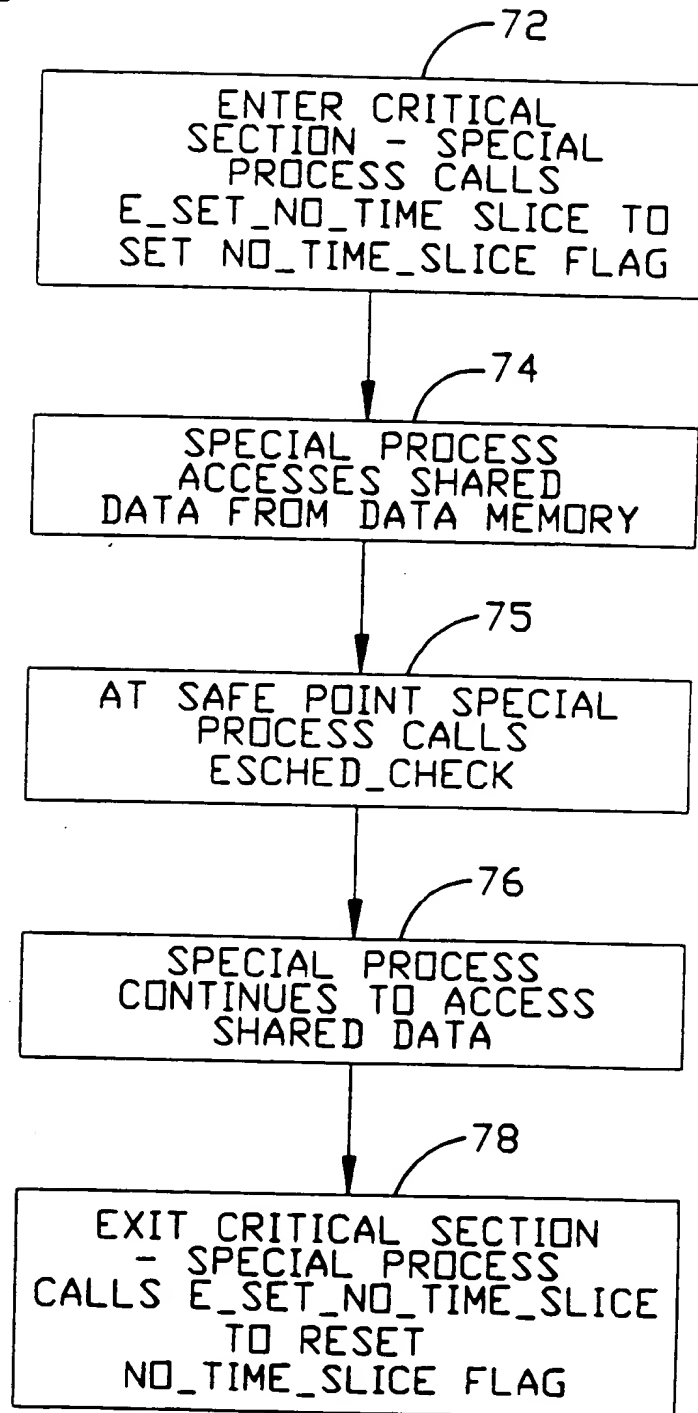 72
ENTER CRITICAL
SECTION - SPECIAL
PROCESS CALLS
E_SET_NO_TIME SLICE TO
SET NO_TIME_SLICE FLAG
74
SPECIAL PROCESS
ACCESSES SHARED
DATA FROM DATA MEMORY
75
AT SAFE POINT SPECIAL
PROCESS CALLS
ESCHED_CHECK
76
SPECIAL PROCESS
CONTINUES TO ACCESS
SHARED DATA
78
EXIT CRITICAL SECTION
- SPECIAL PROCESS
CALLS E_SET_NO_TIME_SLICE
TO RESET
NO_TIME_SLICE FLAG